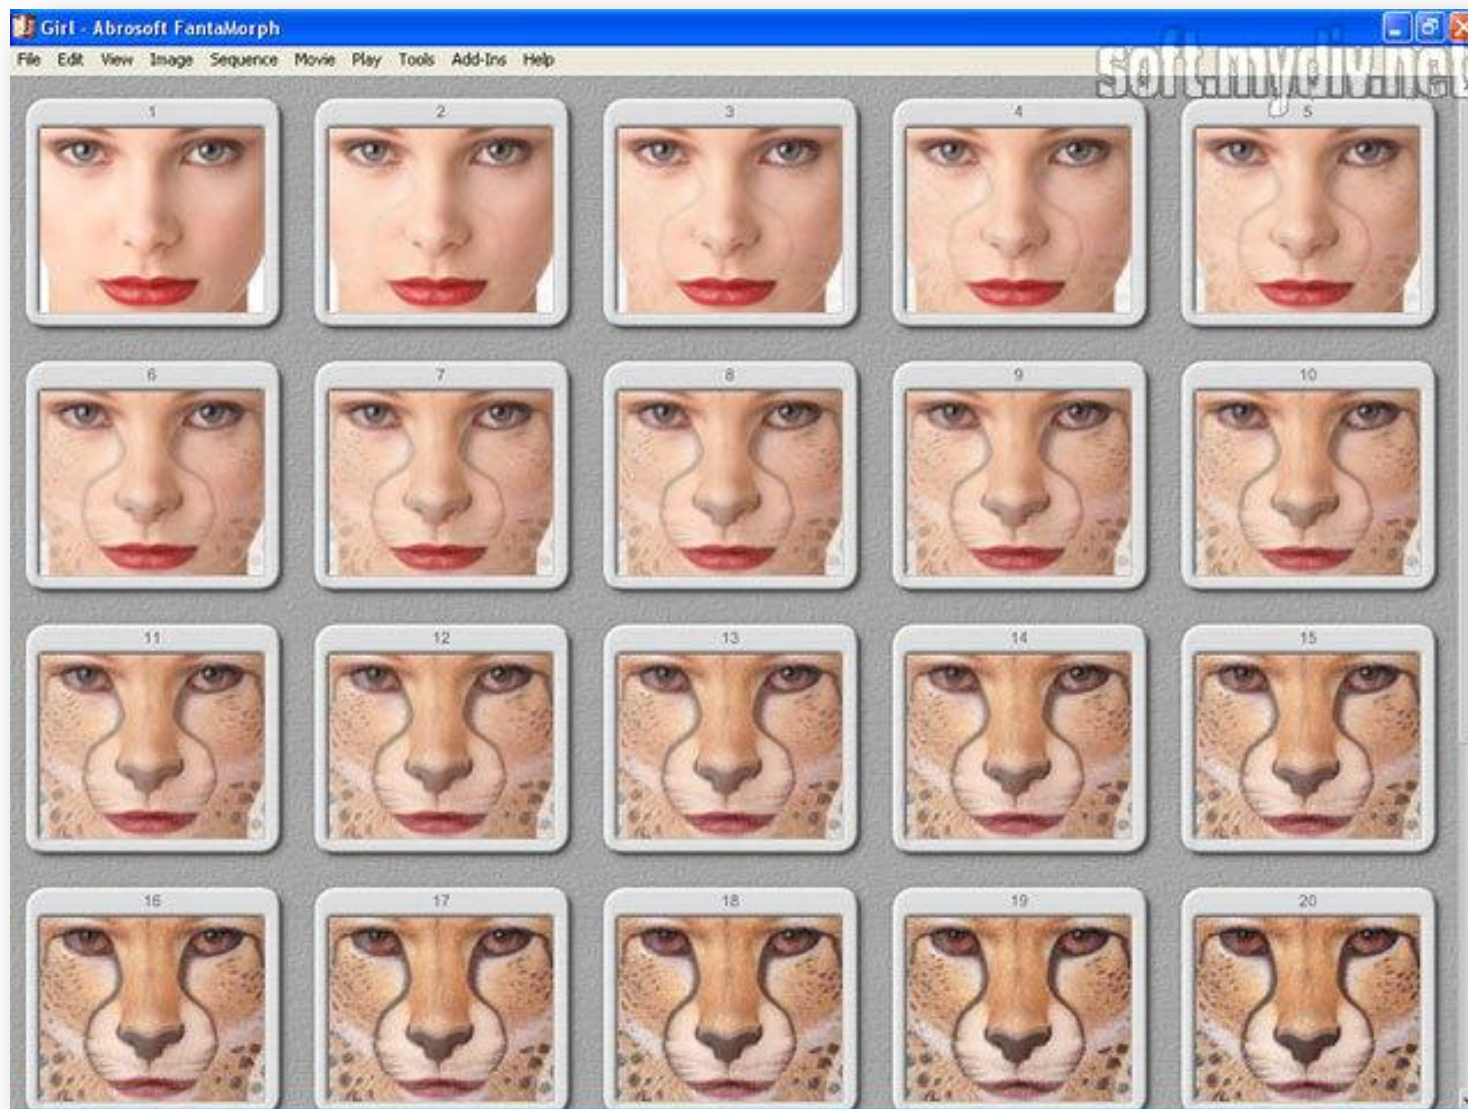 Girl - Abrosoft FantaMorph
File Edit View Image Sequence Movie Play Tools Add-Ins Help
soft.mydiv.net
1 2 3 4 5
6 7 8 9 10
11 12 13 14 15
16 17 18 19 20